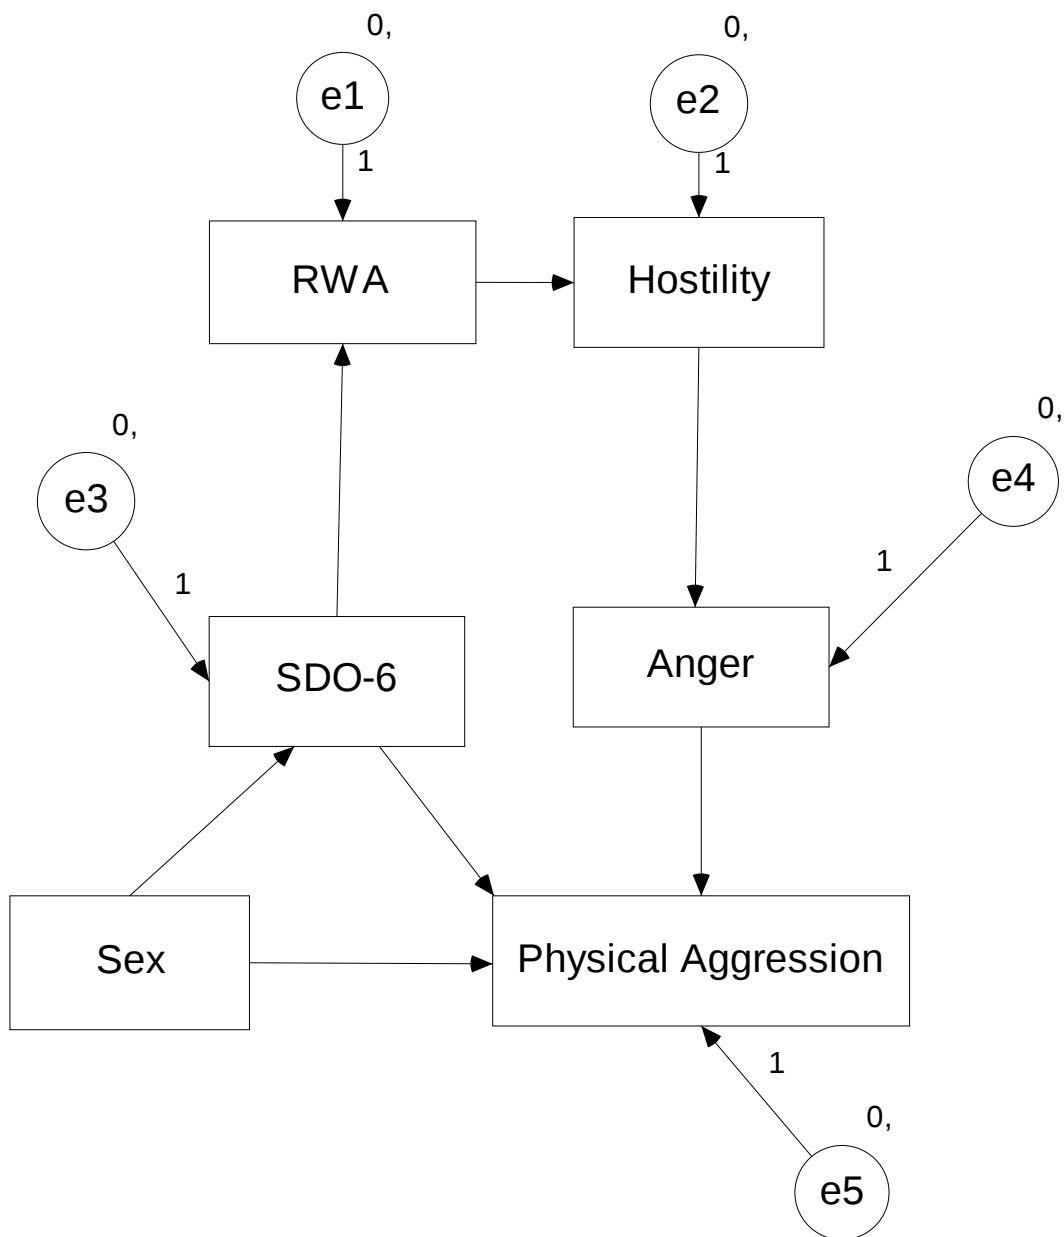 0,
0,
e1
e2
1
1
RWA
Hostility
0,
0,
e3
e4
1
1
SDO-6
Anger
Sex
Physical Aggression
1
0,
e5